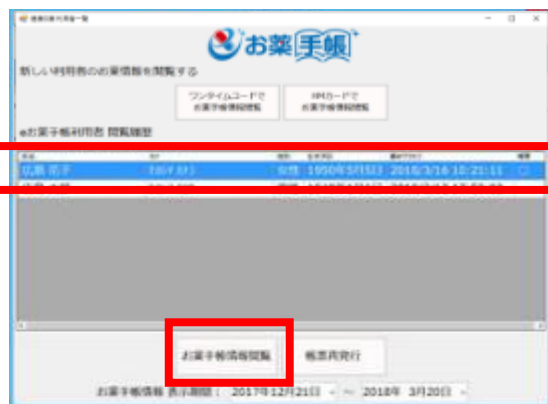 お薬手帳
新しい利用者のお薬情報を閲覧する
ワンタイムコードで
お薬手帳情報閲覧
HMカードで
お薬手帳情報閲覧
eお薬手帳利用者 閲覧履歴
広島 花子 女性 1950年5月5日 2018/3/16 10:21:11
お薬手帳情報閲覧 帳票再発行
お薬手帳情報 表示期間： 2017年12月21日 ～ 2018年 3月20日